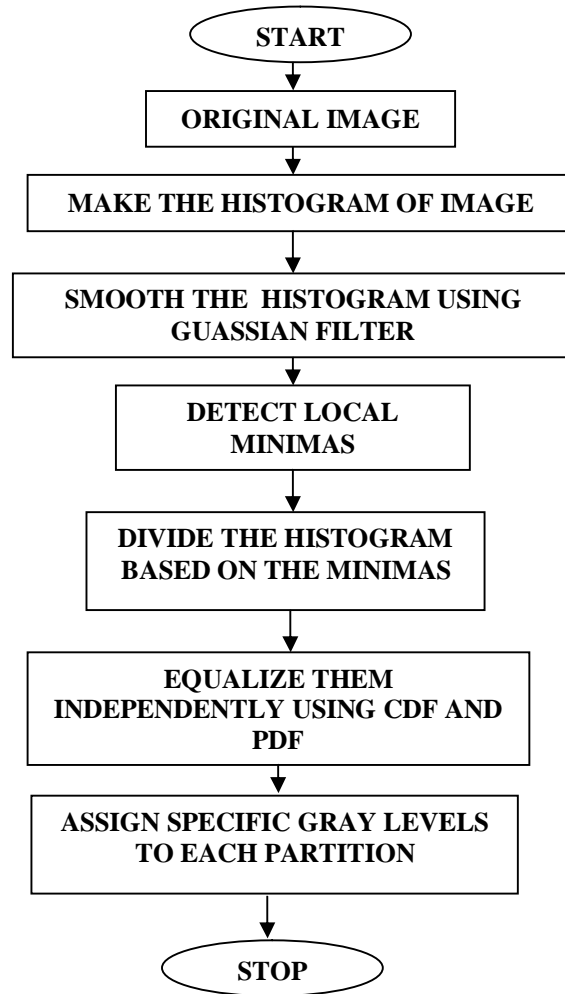 START
ORIGINAL IMAGE
MAKE THE HISTOGRAM OF IMAGE
SMOOTH THE HISTOGRAM USING
GUASSIAN FILTER
DETECT LOCAL
MINIMAS
DIVIDE THE HISTOGRAM
BASED ON THE MINIMAS
EQUALIZE THEM
INDEPENDENTLY USING CDF AND
PDF
ASSIGN SPECIFIC GRAY LEVELS
TO EACH PARTITION
STOP